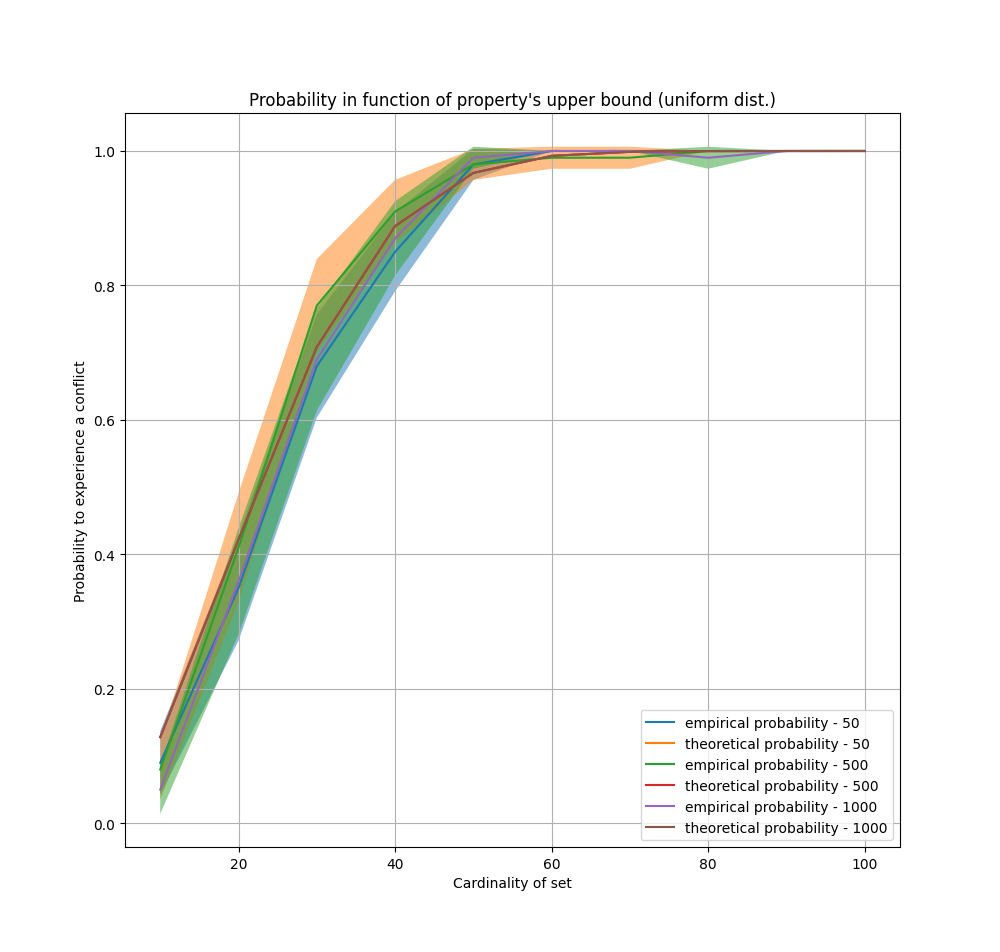 Probability in function of property's upper bound (uniform dist.)
1.0
0.8
0.6
0.4
0.2
0.0
Probability to experience a conflict
empirical probability - 50
theoretical probability - 50
empirical probability - 500
theoretical probability - 500
empirical probability - 1000
theoretical probability - 1000
20 40 60 80 100
Cardinality of set